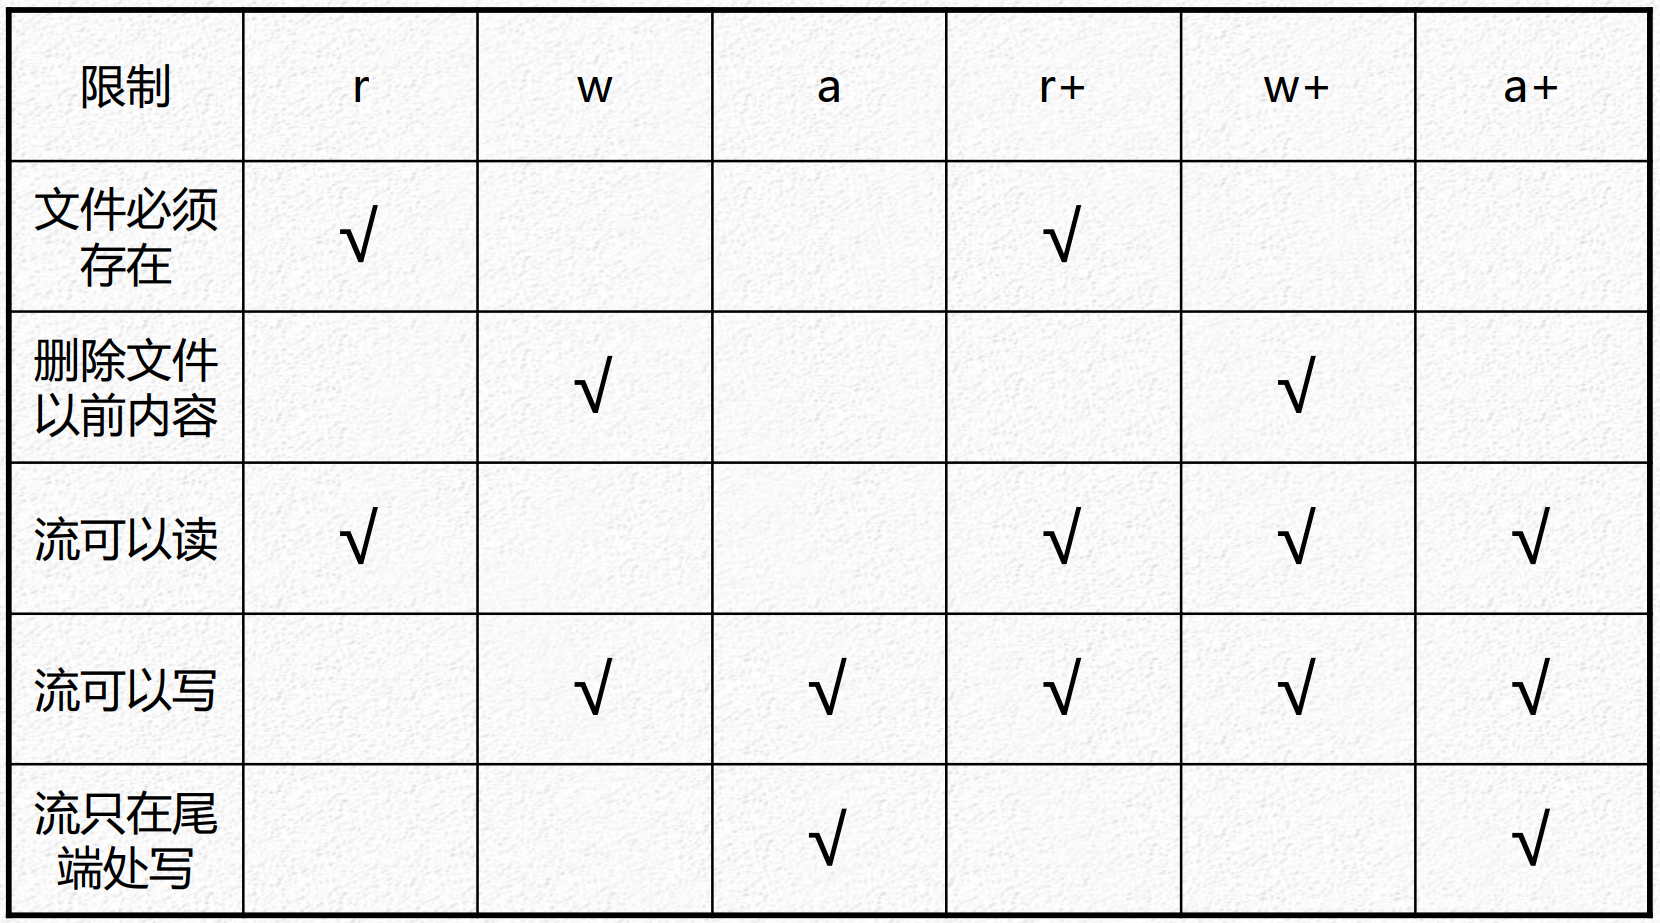 限制 r w a r+ w+ a+
文件必须
存在 √ √
删除文件
以前内容 √ √
流可以读 √ √ √ √
流可以写 √ √ √ √ √
流只在尾
端处写 √ √